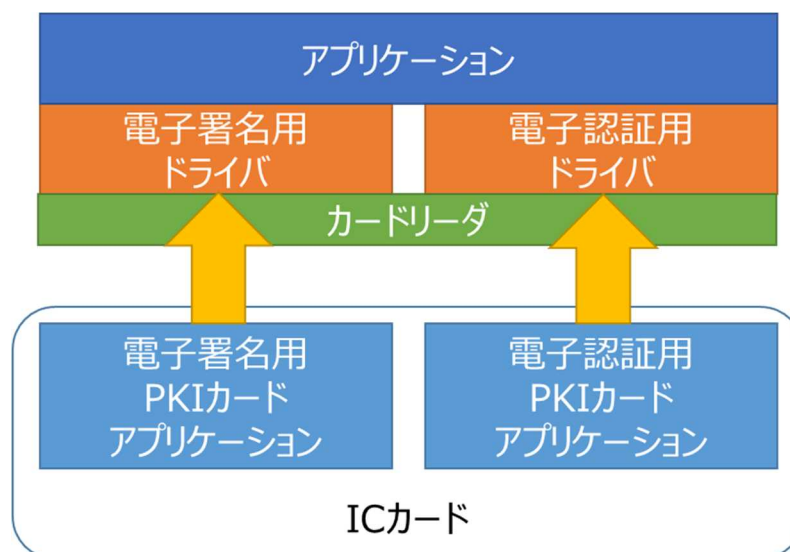 アプリケーション
電子署名用
ドライバ
電子認証用
ドライバ
カードリーダ
電子署名用
PKIカード
アプリケーション
電子認証用
PKIカード
アプリケーション
ICカード